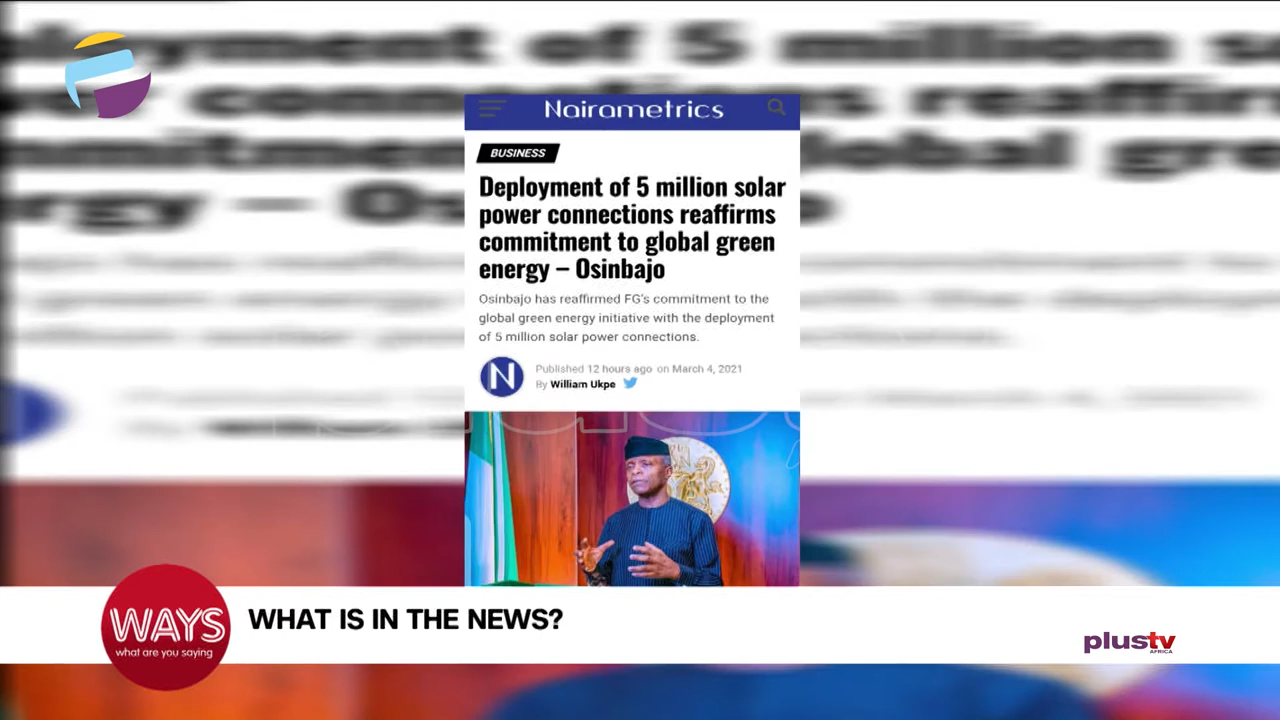 Nairametrics
BUSINESS
Deployment of 5 million solar
power connections reaffirms
commitment to global green
energy – Osinbajo
Osinbajo has reaffirmed FG's commitment to the
global green energy initiative with the deployment
of 5 million solar power connections.
N
Published 12 hours ago on March 4, 2021
By William Ukpe
WAYS
what are you saying
WHAT IS IN THE NEWS?
plustv
AFRICA